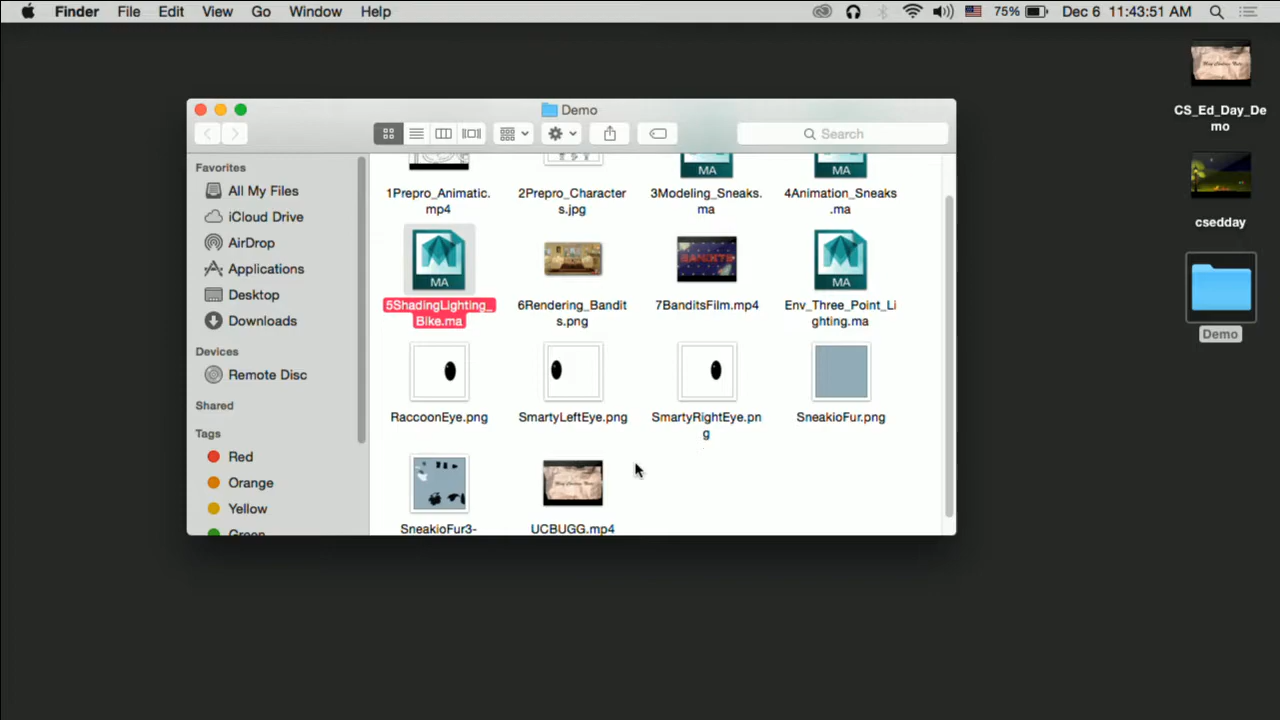 Finder File Edit View Go Window Help 75% Dec 6 11:43:51 AM
Demo
Search
Favorites
All My Files
iCloud Drive
AirDrop
Applications
Desktop
Downloads
Devices
Remote Disc
Shared
Tags
Red
Orange
Yellow
Green
1Prepro_Animatic.
mp4
2Prepro_Character
s.jpg
MA
3Modeling_Sneaks.
ma
MA
4Animation_Sneaks
.ma
MA
5ShadingLighting_
Bike.ma
6Rendering_Bandit
s.png
BANDITS
7BanditsFilm.mp4
MA
Env_Three_Point_Li
ghting.ma
RaccoonEye.png
SmartyLeftEye.png
SmartyRightEye.pn
g
SneakioFur.png
SneakioFur3-
UCBUGG.mp4
CS_Ed_Day_De
mo
csedday
Demo